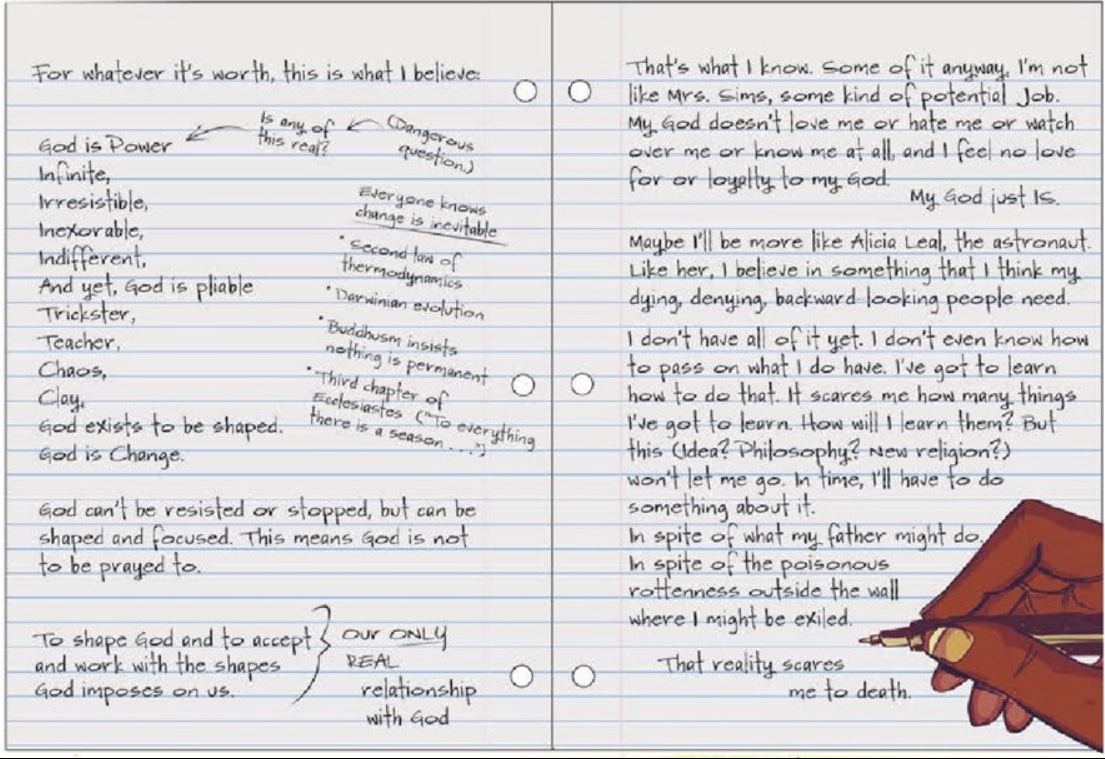 For whatever it's worth, this is what I believe:
God is Power
Infinite,
Irresistible,
Inexorable,
Indifferent,
And yet, God is pliable
Trickster,
Teacher,
Chaos,
Clay,
God exists to be shaped.
God is Change.
Is any of
this real?
(Dangerous
question.)
Everyone knows
change is inevitable
• Second law of
thermodynamics
• Darwinian evolution
• Buddhusm insists
nothing is permanent
• Third chapter of
Ecclesiastes ("To everything
there is a season . . .")
God can't be resisted or stopped, but can be
shaped and focused. This means God is not
to be prayed to.
To shape God and to accept
and work with the shapes
God imposes on us.
OUR ONLY
REAL
relationship
with God
That's what I know. Some of it anyway. I'm not
like Mrs. Sims, some kind of potential Job.
My God doesn't love me or hate me or watch
over me or know me at all, and I feel no love
for or loyalty to my God.
My God just IS.
Maybe I'll be more like Alicia Leal, the astronaut.
Like her, I believe in something that I think my
dying, denying, backward looking people need.
I don't have all of it yet. I don't even know how
to pass on what I do have. I've got to learn
how to do that. It scares me how many things
I've got to learn. How will I learn them? But
this (Idea? Philosophy? New religion?)
won't let me go. In time, I'll have to do
something about it.
In spite of what my father might do.
In spite of the poisonous
rottenness outside the wall
where I might be exiled.
That reality scares
me to death.